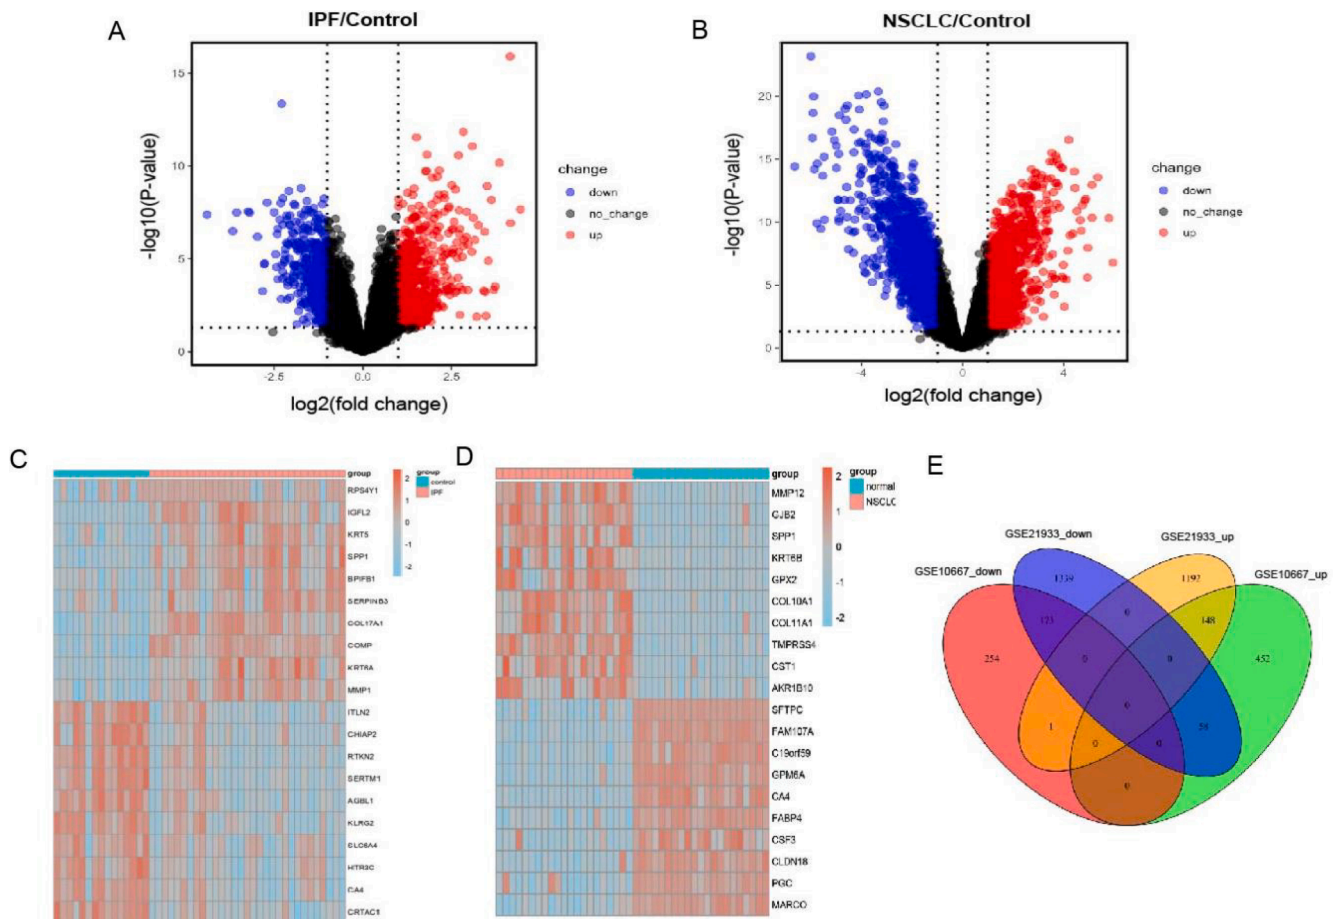 A
IPF/Control
-log10(P-value)
15
10
5
0
-2.5
0.0
2.5
log2(fold change)
change
down
no_change
up
B
NSCLC/Control
-log10(P-value)
20
15
10
5
0
-4
0
4
log2(fold change)
change
down
no_change
up
C
group
RPS4Y1
IGFL2
KRT5
SPP1
BPIFB1
SERPINB3
COL17A1
COMP
KRT6A
MMP1
ITLN2
CHIAP2
RTKN2
SERTM1
AGBL1
KLRG2
SLC6A4
HTR3C
CA4
CRTAC1
2
1
0
-1
-2
group
control
D
group
MMP12
GJB2
SPP1
KRT6B
GPX2
COL10A1
COL11A1
TMPRSS4
CST1
AKR1B10
SFTPC
FAM107A
C19orf59
GPM6A
CA4
FABP4
CSF3
CLDN18
PGC
MARCO
2
1
0
-1
-2
group
normal
NSCLC
E
GSE21933_down
GSE21933_up
GSE10667_down
GSE10667_up
1339
1192
0
123
148
254
0
0
452
0
1
0
0
58
0